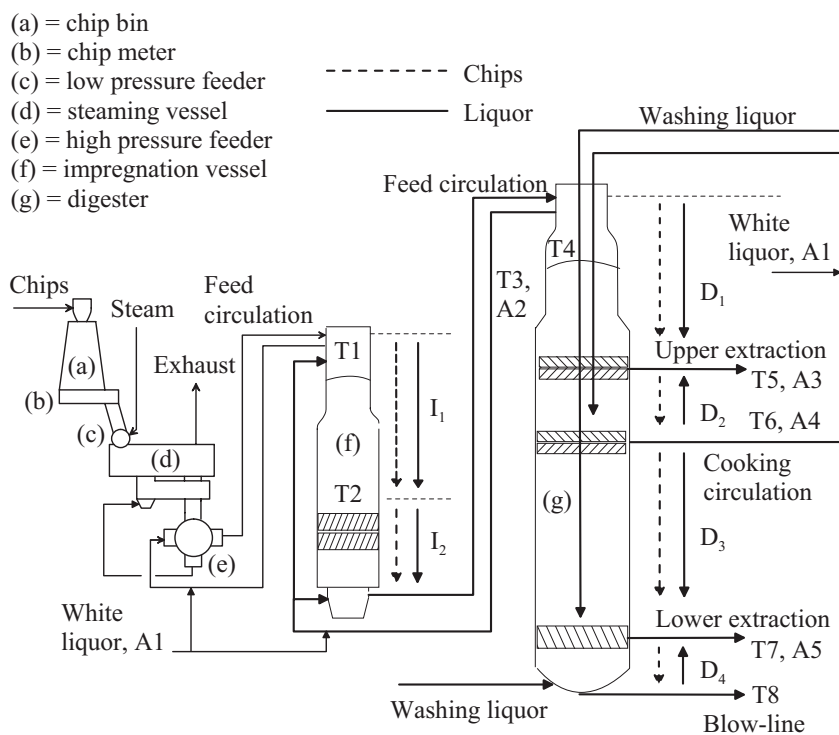 (a) = chip bin
(b) = chip meter
(c) = low pressure feeder
(d) = steaming vessel
(e) = high pressure feeder
(f) = impregnation vessel
(g) = digester
Chips
Liquor
Washing liquor
Feed circulation
White
liquor, A1
T4
T3,
A2
D1
Chips
Steam
Feed
circulation
Exhaust
(a)
(b)
(c)
(d)
(e)
T1
I1
(f)
T2
I2
Upper extraction
T5, A3
D2
T6, A4
Cooking
circulation
(g)
D3
White
liquor, A1
Lower extraction
T7, A5
D4
Washing liquor
T8
Blow-line